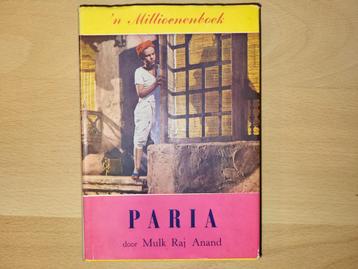 'n Millioenenboek
PARIA
door Mulk Raj Anand